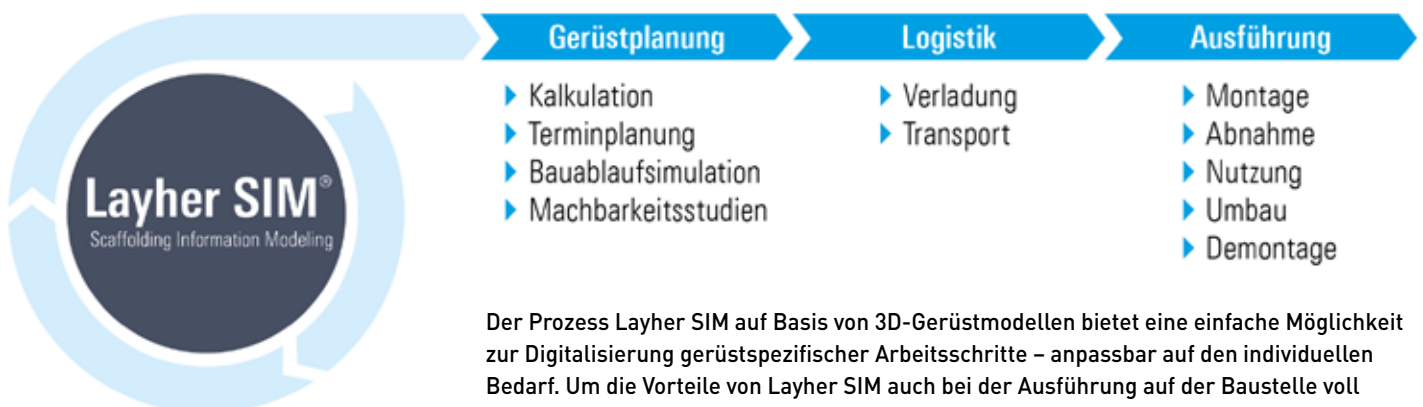 Layher SIM®
Scaffolding Information Modeling
Gerüstplanung
Kalkulation
Terminplanung
Bauablaufsimulation
Machbarkeitsstudien
Logistik
Verladung
Transport
Ausführung
Montage
Abnahme
Nutzung
Umbau
Demontage
Der Prozess Layher SIM auf Basis von 3D-Gerüstmodellen bietet eine einfache Möglichkeit
zur Digitalisierung gerüstspezifischer Arbeitsschritte – anpassbar auf den individuellen
Bedarf. Um die Vorteile von Layher SIM auch bei der Ausführung auf der Baustelle voll